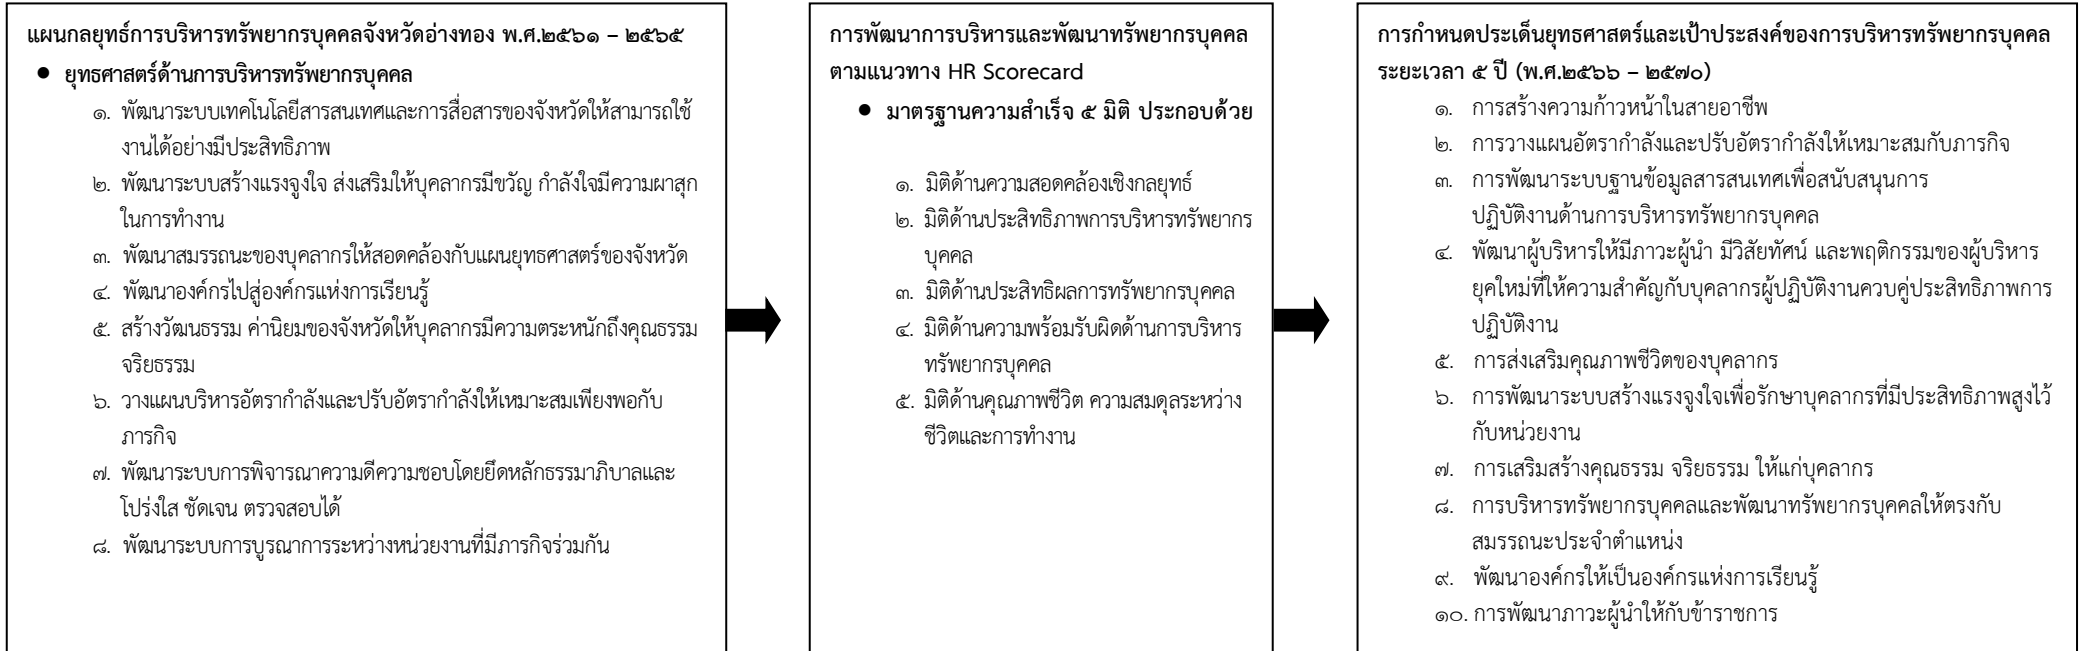 แผนกลยุทธ์การบริหารทรัพยากรบุคคลจังหวัดอ่างทอง พ.ศ.๒๕๖๑ – ๒๕๖๕
● ยุทธศาสตร์ด้านการบริหารทรัพยากรบุคคล
๑. พัฒนาระบบเทคโนโลยีสารสนเทศและการสื่อสารของจังหวัดให้สามารถใช้
งานได้อย่างมีประสิทธิภาพ
๒. พัฒนาระบบสร้างแรงจูงใจ ส่งเสริมให้บุคลากรมีขวัญ กำลังใจมีความผาสุก
ในการทำงาน
๓. พัฒนาสมรรถนะของบุคลากรให้สอดคล้องกับแผนยุทธศาสตร์ของจังหวัด
๔. พัฒนาองค์กรไปสู่องค์กรแห่งการเรียนรู้
๕. สร้างวัฒนธรรม ค่านิยมของจังหวัดให้บุคลากรมีความตระหนักถึงคุณธรรม
จริยธรรม
๖. วางแผนบริหารอัตรากำลังและปรับอัตรากำลังให้เหมาะสมเพียงพอกับ
ภารกิจ
๗. พัฒนาระบบการพิจารณาความดีความชอบโดยยึดหลักธรรมาภิบาลและ
โปร่งใส ชัดเจน ตรวจสอบได้
๘. พัฒนาระบบการบูรณาการระหว่างหน่วยงานที่มีภารกิจร่วมกัน
การพัฒนาการบริหารและพัฒนาทรัพยากรบุคคล
ตามแนวทาง HR Scorecard
● มาตรฐานความสำเร็จ ๕ มิติ ประกอบด้วย
๑. มิติด้านความสอดคล้องเชิงกลยุทธ์
๒. มิติด้านประสิทธิภาพการบริหารทรัพยากร
บุคคล
๓. มิติด้านประสิทธิผลการทรัพยากรบุคคล
๔. มิติด้านความพร้อมรับผิดด้านการบริหาร
ทรัพยากรบุคคล
๕. มิติด้านคุณภาพชีวิต ความสมดุลระหว่าง
ชีวิตและการทำงาน
การกำหนดประเด็นยุทธศาสตร์และเป้าประสงค์ของการบริหารทรัพยากรบุคคล
ระยะเวลา ๕ ปี (พ.ศ.๒๕๖๖ – ๒๕๗๐)
๑. การสร้างความก้าวหน้าในสายอาชีพ
๒. การวางแผนอัตรากำลังและปรับอัตรากำลังให้เหมาะสมกับภารกิจ
๓. การพัฒนาระบบฐานข้อมูลสารสนเทศเพื่อสนับสนุนการ
ปฏิบัติงานด้านการบริหารทรัพยากรบุคคล
๔. พัฒนาผู้บริหารให้มีภาวะผู้นำ มีวิสัยทัศน์ และพฤติกรรมของผู้บริหาร
ยุคใหม่ที่ให้ความสำคัญกับบุคลากรผู้ปฏิบัติงานควบคู่ประสิทธิภาพการ
ปฏิบัติงาน
๕. การส่งเสริมคุณภาพชีวิตของบุคลากร
๖. การพัฒนาระบบสร้างแรงจูงใจเพื่อรักษาบุคลากรที่มีประสิทธิภาพสูงไว้
กับหน่วยงาน
๗. การเสริมสร้างคุณธรรม จริยธรรม ให้แก่บุคลากร
๘. การบริหารทรัพยากรบุคคลและพัฒนาทรัพยากรบุคคลให้ตรงกับ
สมรรถนะประจำตำแหน่ง
๙. พัฒนาองค์กรให้เป็นองค์กรแห่งการเรียนรู้
๑๐. การพัฒนาภาวะผู้นำให้กับข้าราชการ